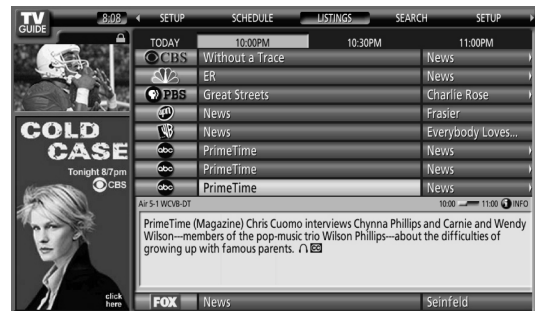 TV
GUIDE
8:08
SETUP SCHEDULE LISTINGS SEARCH SETUP
TODAY 10:00PM 10:30PM 11:00PM
CBS Without a Trace News
ER News
PBS Great Streets Charlie Rose
News Frasier
WB News Everybody Loves...
abc PrimeTime News
abc PrimeTime News
abc PrimeTime News
Air 5-1 WCVB-DT 10:00 11:00 INFO
PrimeTime (Magazine) Chris Cuomo interviews Chynna Phillips and Carnie and Wendy
Wilson---members of the pop-music trio Wilson Phillips---about the difficulties of
growing up with famous parents.
FOX News Seinfeld
COLD
CASE
Tonight 8/7pm
CBS
click
here